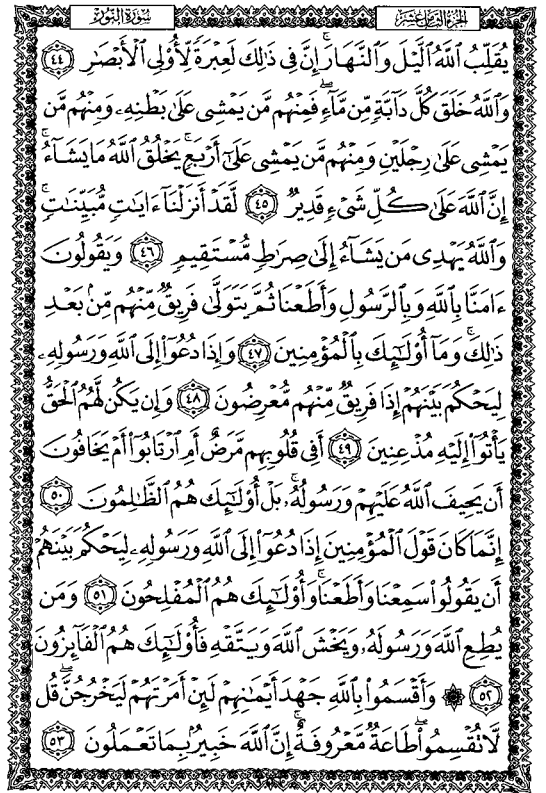 سورة النور
الجزء الثامن عشر
يُقَلِّبُ ٱللَّهُ ٱلَّيۡلَ وَٱلنَّهَارَۚ إِنَّ فِي ذَٰلِكَ لَعِبۡرَةٗ لِّأُوْلِي ٱلۡأَبۡصَٰرِ ٤٤
وَٱللَّهُ خَلَقَ كُلَّ دَآبَّةٖ مِّن مَّآءٖۖ فَمِنۡهُم مَّن يَمۡشِي عَلَىٰ بَطۡنِهِۦ وَمِنۡهُم مَّن
يَمۡشِي عَلَىٰ رِجۡلَيۡنِ وَمِنۡهُم مَّن يَمۡشِي عَلَىٰٓ أَرۡبَعٖۚ يَخۡلُقُ ٱللَّهُ مَا يَشَآءُۚ
إِنَّ ٱللَّهَ عَلَىٰ كُلِّ شَيۡءٖ قَدِيرٞ ٤٥ لَّقَدۡ أَنزَلۡنَآ ءَايَٰتٖ مُّبَيِّنَٰتٖۚ
وَٱللَّهُ يَهۡدِي مَن يَشَآءُ إِلَىٰ صِرَٰطٖ مُّسۡتَقِيمٖ ٤٦ وَيَقُولُونَ
ءَامَنَّا بِٱللَّهِ وَبِٱلرَّسُولِ وَأَطَعۡنَا ثُمَّ يَتَوَلَّىٰ فَرِيقٞ مِّنۡهُم مِّنۢ بَعۡدِ
ذَٰلِكَۚ وَمَآ أُوْلَٰٓئِكَ بِٱلۡمُؤۡمِنِينَ ٤٧ وَإِذَا دُعُوٓاْ إِلَى ٱللَّهِ وَرَسُولِهِۦ
لِيَحۡكُمَ بَيۡنَهُمۡ إِذَا فَرِيقٞ مِّنۡهُم مُّعۡرِضُونَ ٤٨ وَإِن يَكُن لَّهُمُ ٱلۡحَقُّ
يَأۡتُوٓاْ إِلَيۡهِ مُذۡعِنِينَ ٤٩ أَفِي قُلُوبِهِم مَّرَضٌ أَمِ ٱرۡتَابُوٓاْ أَمۡ يَخَافُونَ
أَن يَحِيفَ ٱللَّهُ عَلَيۡهِمۡ وَرَسُولُهُۥۚ بَلۡ أُوْلَٰٓئِكَ هُمُ ٱلظَّٰلِمُونَ ٥٠
إِنَّمَا كَانَ قَوۡلَ ٱلۡمُؤۡمِنِينَ إِذَا دُعُوٓاْ إِلَى ٱللَّهِ وَرَسُولِهِۦ لِيَحۡكُمَ بَيۡنَهُمۡ
أَن يَقُولُواْ سَمِعۡنَا وَأَطَعۡنَاۚ وَأُوْلَٰٓئِكَ هُمُ ٱلۡمُفۡلِحُونَ ٥١ وَمَن
يُطِعِ ٱللَّهَ وَرَسُولَهُۥ وَيَخۡشَ ٱللَّهَ وَيَتَّقۡهِ فَأُوْلَٰٓئِكَ هُمُ ٱلۡفَآئِزُونَ
٥٢ ۞ وَأَقۡسَمُواْ بِٱللَّهِ جَهۡدَ أَيۡمَٰنِهِمۡ لَئِنۡ أَمَرۡتَهُمۡ لَيَخۡرُجُنَّۖ قُل
لَّا تُقۡسِمُواْۖ طَاعَةٞ مَّعۡرُوفَةٌۚ إِنَّ ٱللَّهَ خَبِيرُۢ بِمَا تَعۡمَلُونَ ٥٣